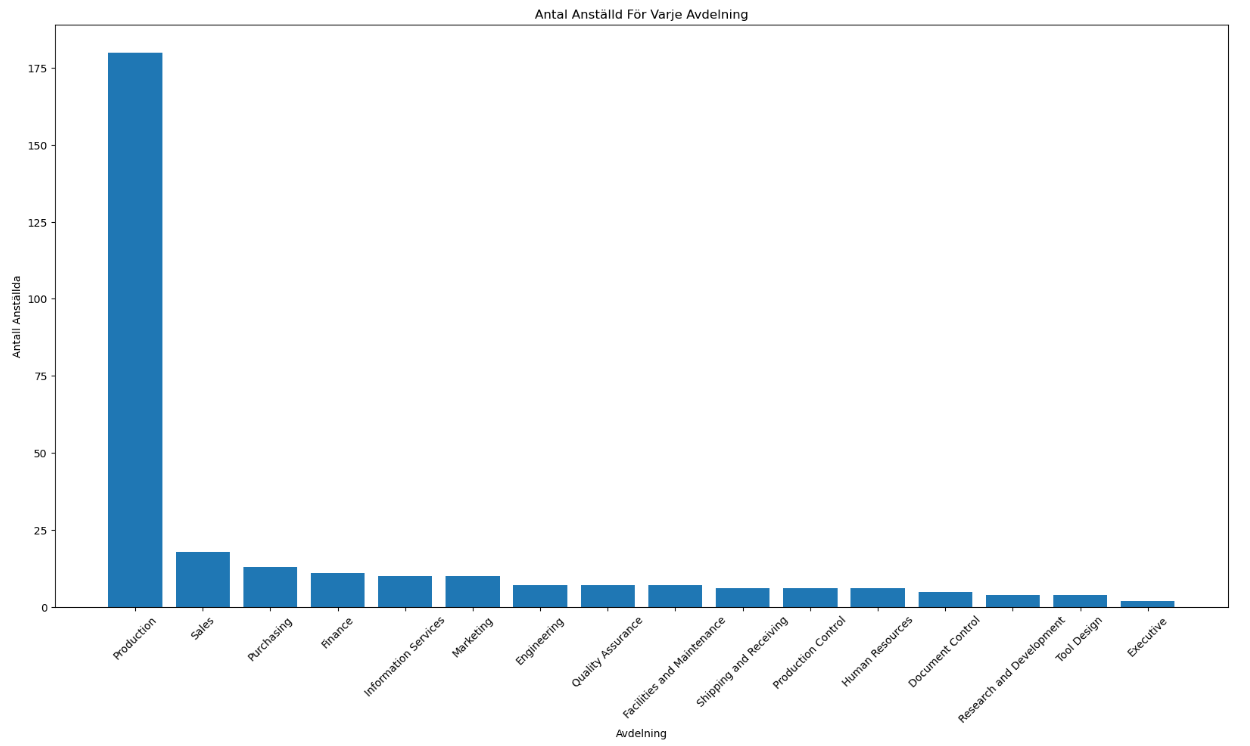 Antal Anställd För Varje Avdelning
Antall Anställda
175
150
125
100
75
50
25
0
Production
Sales
Purchasing
Finance
Information Services
Marketing
Engineering
Quality Assurance
Facilities and Maintenance
Shipping and Receiving
Production Control
Human Resources
Document Control
Research and Development
Tool Design
Executive
Avdelning